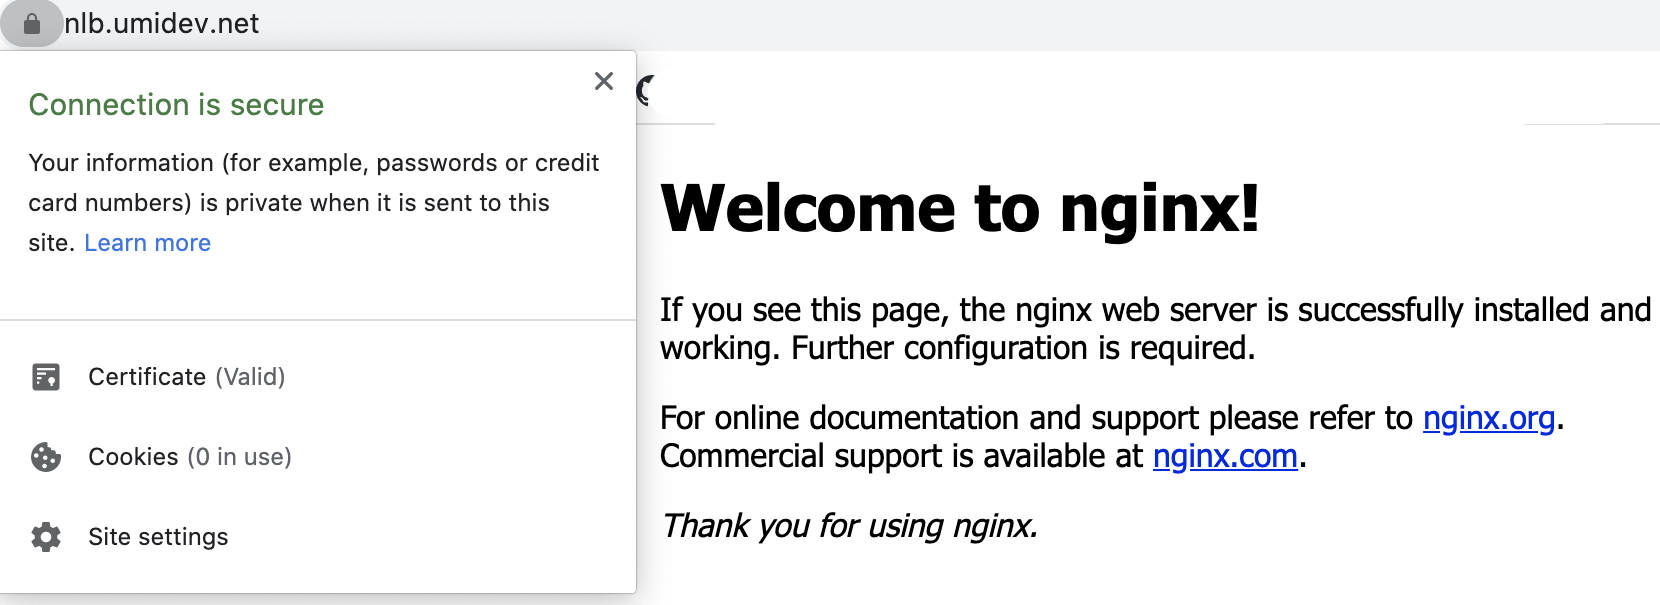 nlb.umidev.net
Connection is secure
Your information (for example, passwords or credit
card numbers) is private when it is sent to this
site. Learn more
Certificate (Valid)
Cookies (0 in use)
Site settings
Welcome to nginx!
If you see this page, the nginx web server is successfully installed and
working. Further configuration is required.
For online documentation and support please refer to nginx.org.
Commercial support is available at nginx.com.
Thank you for using nginx.